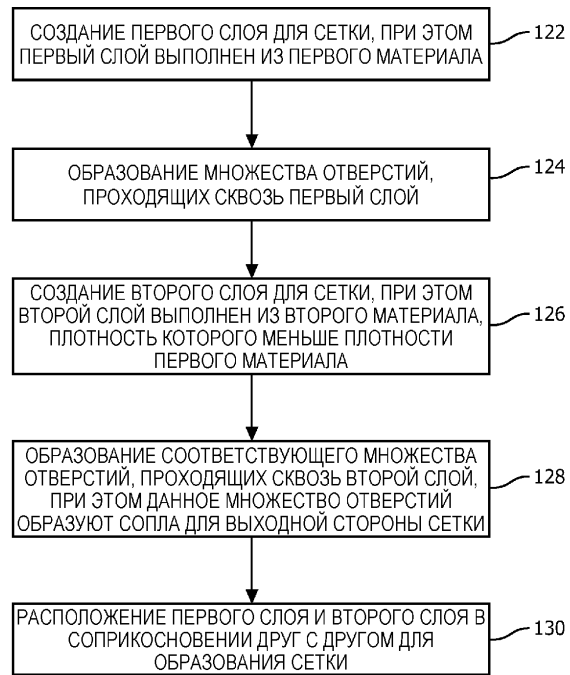 СОЗДАНИЕ ПЕРВОГО СЛОЯ ДЛЯ СЕТКИ, ПРИ ЭТОМ
ПЕРВЫЙ СЛОЙ ВЫПОЛНЕН ИЗ ПЕРВОГО МАТЕРИАЛА
122
ОБРАЗОВАНИЕ МНОЖЕСТВА ОТВЕРСТИЙ,
ПРОХОДЯЩИХ СКВОЗЬ ПЕРВЫЙ СЛОЙ
124
СОЗДАНИЕ ВТОРОГО СЛОЯ ДЛЯ СЕТКИ, ПРИ ЭТОМ
ВТОРОЙ СЛОЙ ВЫПОЛНЕН ИЗ ВТОРОГО МАТЕРИАЛА,
ПЛОТНОСТЬ КОТОРОГО МЕНЬШЕ ПЛОТНОСТИ
ПЕРВОГО МАТЕРИАЛА
126
ОБРАЗОВАНИЕ СООТВЕТСТВУЮЩЕГО МНОЖЕСТВА
ОТВЕРСТИЙ, ПРОХОДЯЩИХ СКВОЗЬ ВТОРОЙ СЛОЙ,
ПРИ ЭТОМ ДАННОЕ МНОЖЕСТВО ОТВЕРСТИЙ
ОБРАЗУЮТ СОПЛА ДЛЯ ВЫХОДНОЙ СТОРОНЫ СЕТКИ
128
РАСПОЛОЖЕНИЕ ПЕРВОГО СЛОЯ И ВТОРОГО СЛОЯ В
СОПРИКОСНОВЕНИИ ДРУГ С ДРУГОМ ДЛЯ
ОБРАЗОВАНИЯ СЕТКИ
130